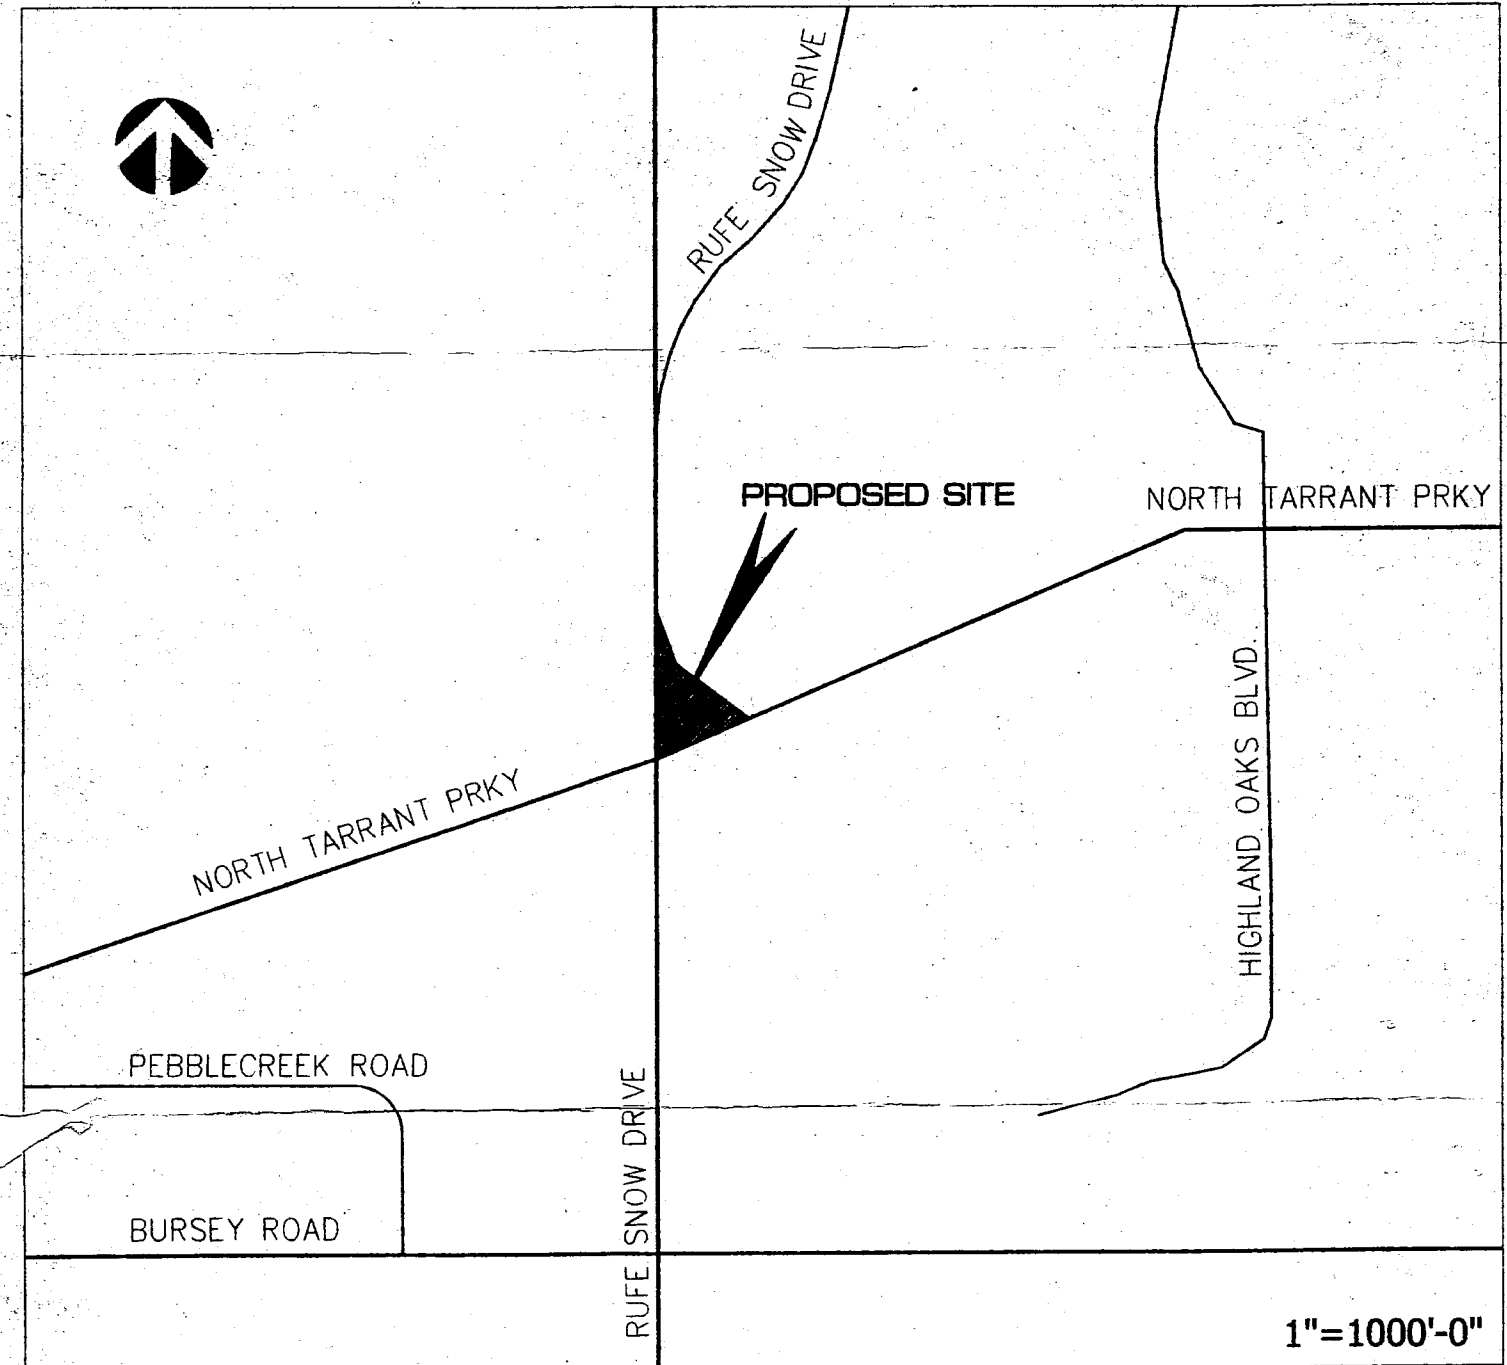 RUFE SNOW DRIVE
PROPOSED SITE
NORTH TARRANT PRKY
HIGHLAND OAKS BLVD.
NORTH TARRANT PRKY
PEBBLECREEK ROAD
RUFE SNOW DRIVE
BURSEY ROAD
1"=1000'-0"